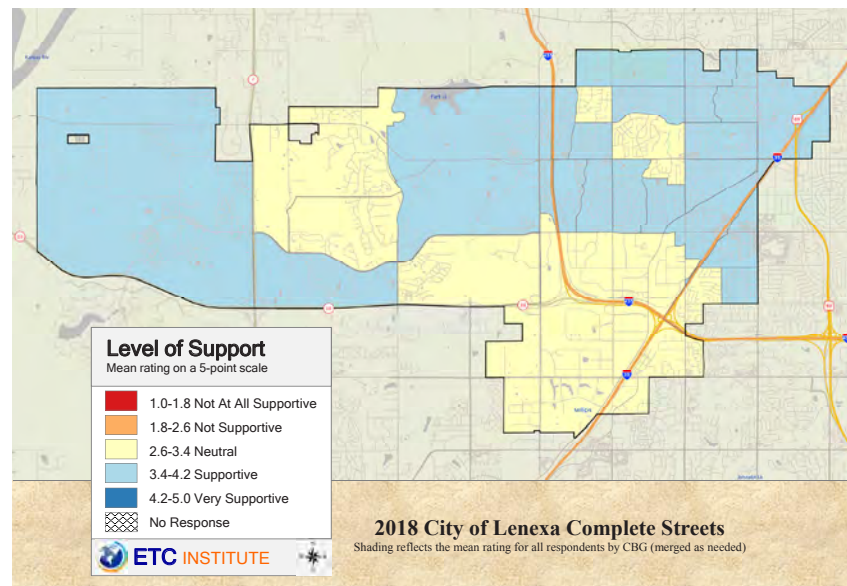 Level of Support
Mean rating on a 5-point scale
1.0-1.8 Not At All Supportive
1.8-2.6 Not Supportive
2.6-3.4 Neutral
3.4-4.2 Supportive
4.2-5.0 Very Supportive
No Response
ETC INSTITUTE
2018 City of Lenexa Complete Streets
Shading reflects the mean rating for all respondents by CBG (merged as needed)